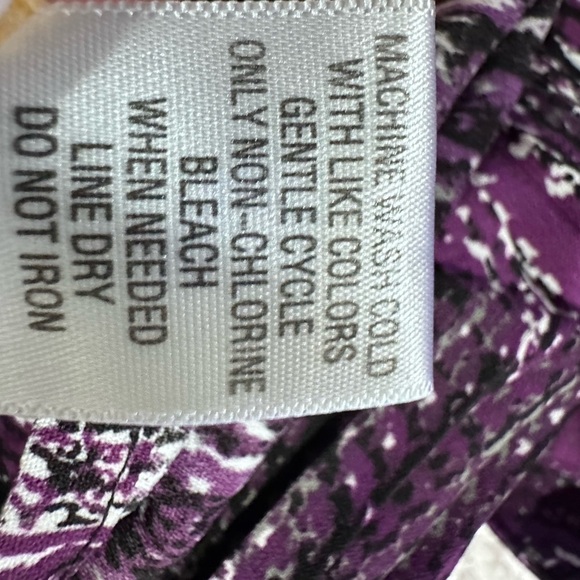 MACHINE WASH COLD
WITH LIKE COLORS
GENTLE CYCLE
ONLY NON-CHLORINE
BLEACH
WHEN NEEDED
LINE DRY
DO NOT IRON